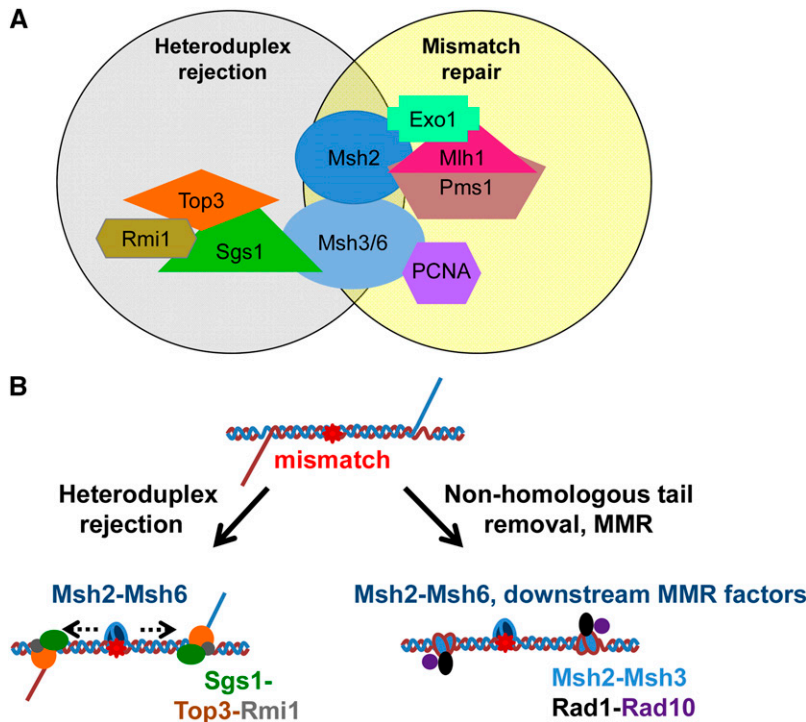 A
Heteroduplex
rejection
Mismatch
repair
Exo1
Msh2
Mlh1
Pms1
Top3
Rmi1
Sgs1
Msh3/6
PCNA
B
mismatch
Heteroduplex
rejection
Non-homologous tail
removal, MMR
Msh2-Msh6
Msh2-Msh6, downstream MMR factors
Sgs1-
Top3-Rmi1
Msh2-Msh3
Rad1-Rad10